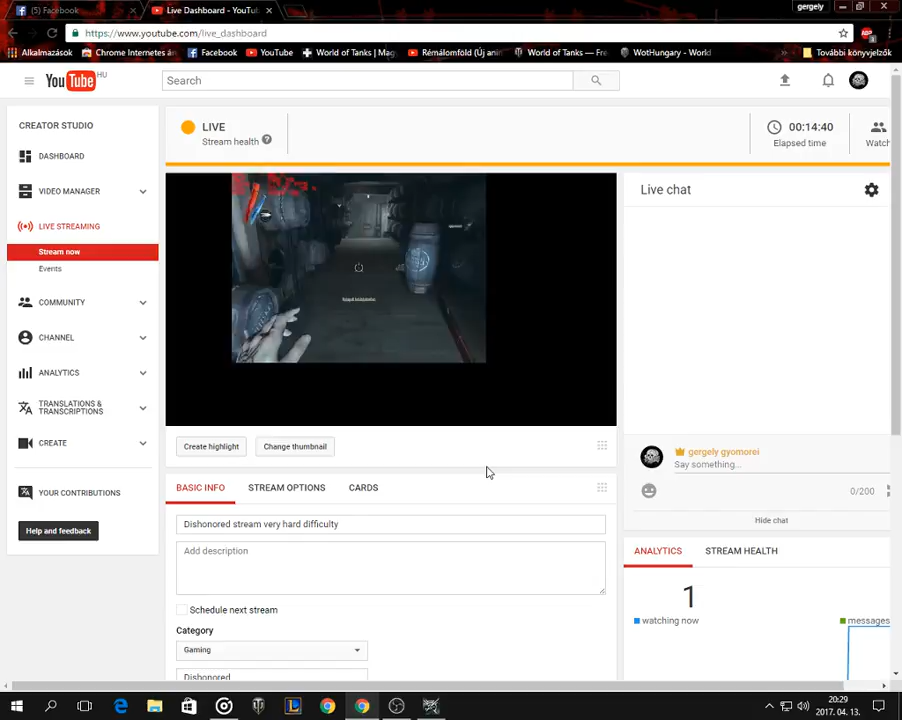 (5) Facebook
Live Dashboard - YouTu
gergely
https://www.youtube.com/live_dashboard
Alkalmazások
Chrome Internetes án
Facebook
YouTube
World of Tanks | Mag
Rémálomföld (Új anim
World of Tanks — Fre
WotHungary - World
További könyvjelzők
YouTube HU
Search
CREATOR STUDIO
DASHBOARD
VIDEO MANAGER
LIVE STREAMING
Stream now
Events
COMMUNITY
CHANNEL
ANALYTICS
TRANSLATIONS &
TRANSCRIPTIONS
CREATE
YOUR CONTRIBUTIONS
Help and feedback
LIVE
Stream health
00:14:40
Elapsed time
Watch
Create highlight
Change thumbnail
BASIC INFO
STREAM OPTIONS
CARDS
Dishonored stream very hard difficulty
Add description
Schedule next stream
Category
Gaming
Dishonored
Live chat
gergely gyomorei
Say something...
0/200
Hide chat
ANALYTICS
STREAM HEALTH
1
watching now
messages
20:29
2017. 04. 13.